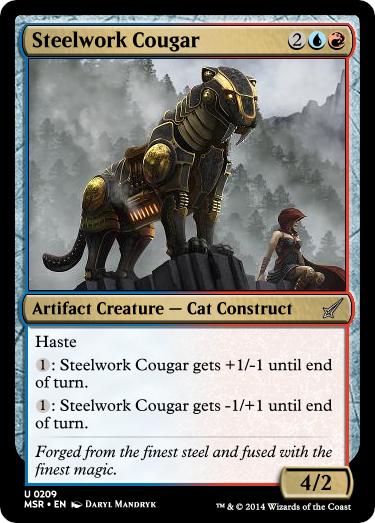 Steelwork Cougar 2
Artifact Creature — Cat Construct
Haste
1: Steelwork Cougar gets +1/-1 until end
of turn.
1: Steelwork Cougar gets -1/+1 until end
of turn.
Forged from the finest steel and fused with the
finest magic.
4/2
U 0209
MSR • EN Daryl Mandryk
™ & © 2014 Wizards of the Coast